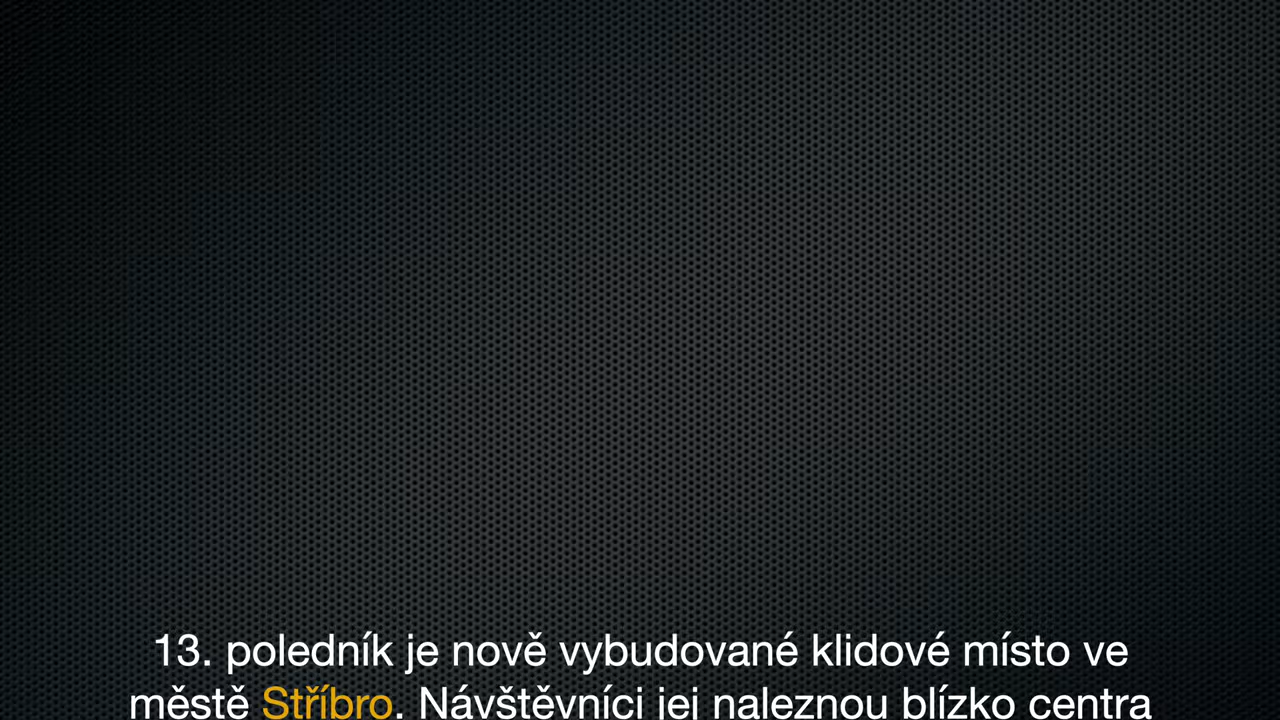 13. poledník je nově vybudované klidové místo ve
městě Stříbro. Návštěvníci jej naleznou blízko centra